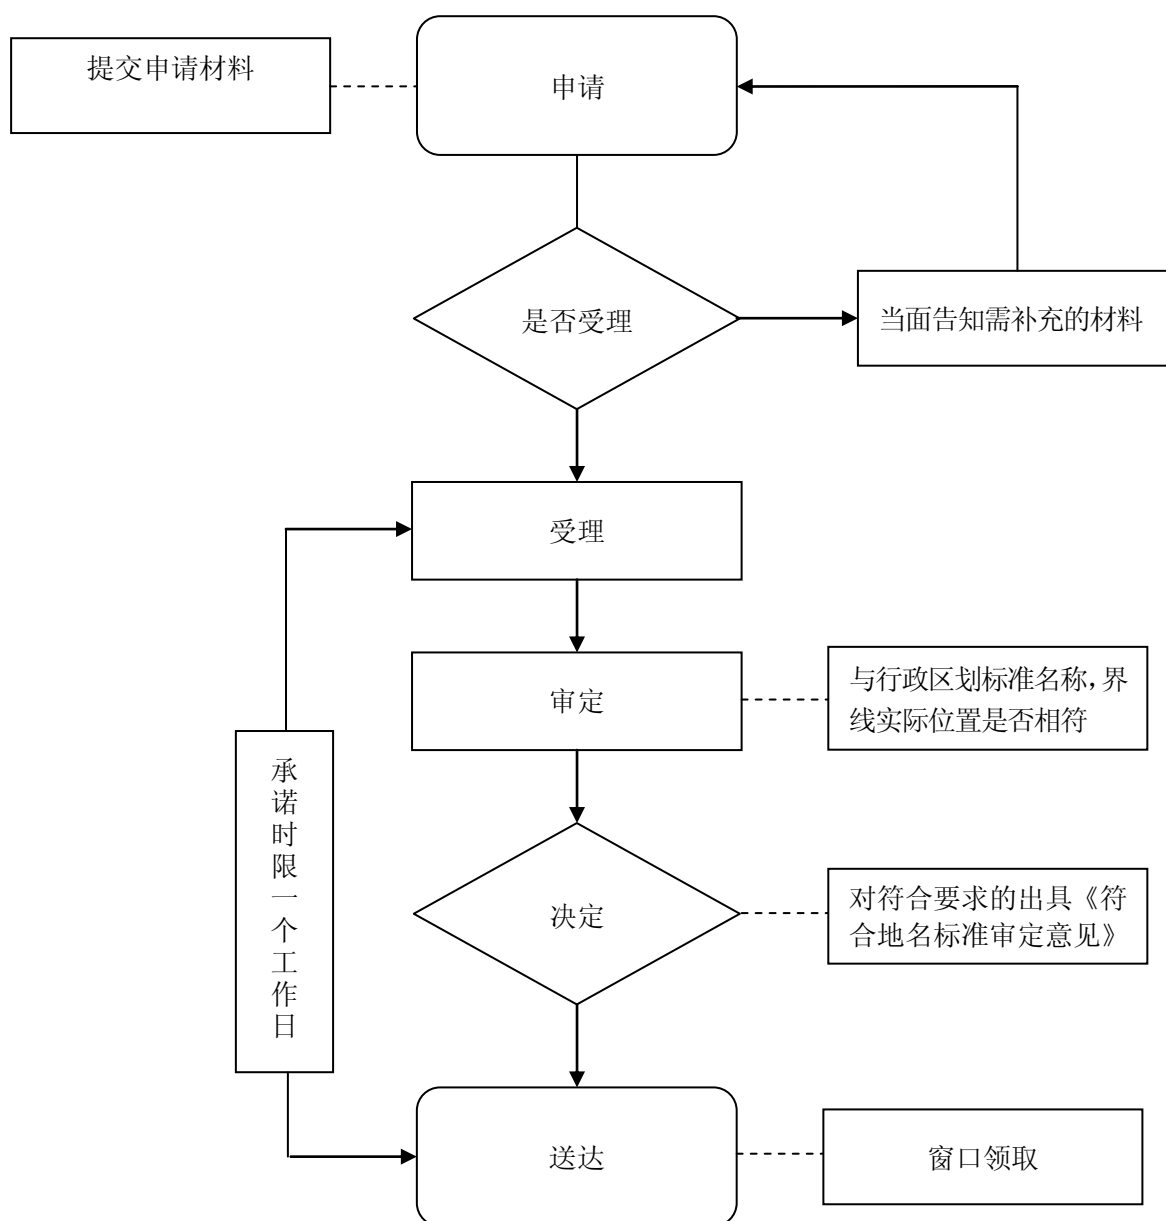 提交申请材料
申请
是否受理
当面告知需补充的材料
受理
审定
与行政区划标准名称，界
线实际位置是否相符
承诺时限一个工作日
决定
对符合要求的出具《符
合地名标准审定意见》
送达
窗口领取